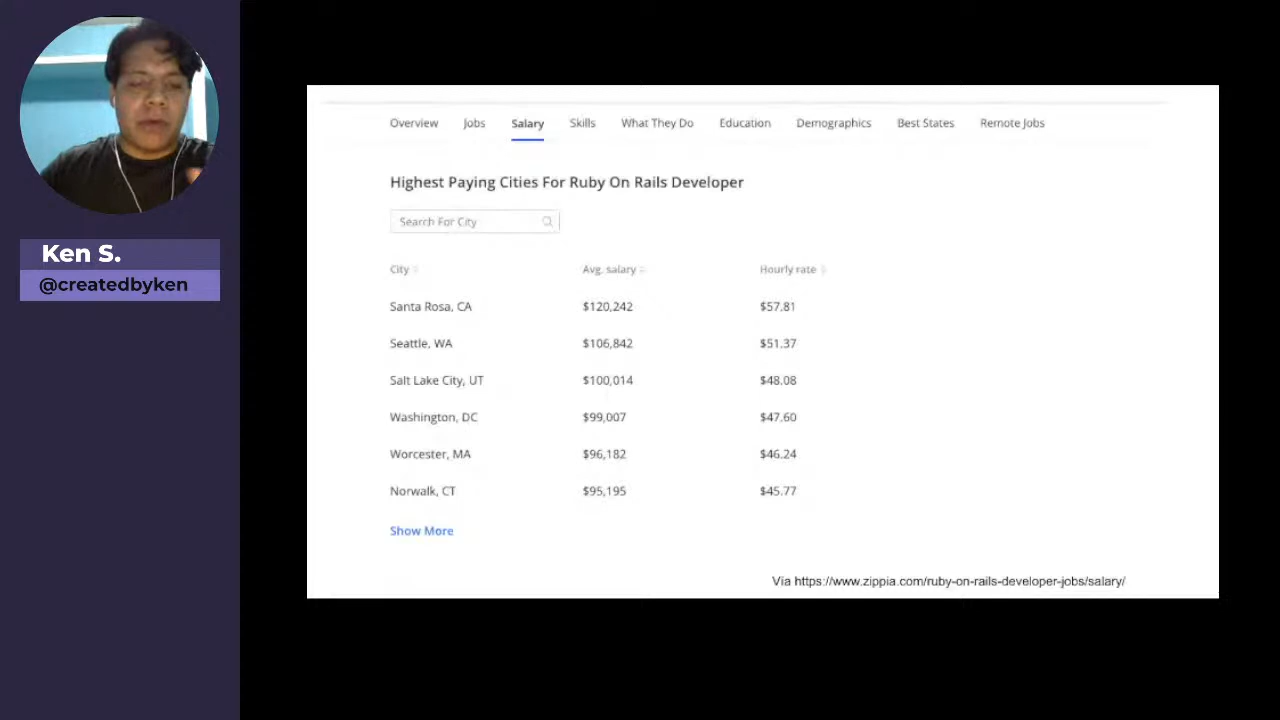 Ken S.
@createdbyken
Overview Jobs Salary Skills What They Do Education Demographics Best States Remote Jobs
Highest Paying Cities For Ruby On Rails Developer
Search For City
City Avg. salary Hourly rate
Santa Rosa, CA $120,242 $57.81
Seattle, WA $106,842 $51.37
Salt Lake City, UT $100,014 $48.08
Washington, DC $99,007 $47.60
Worcester, MA $96,182 $46.24
Norwalk, CT $95,195 $45.77
Show More
Via https://www.zippia.com/ruby-on-rails-developer-jobs/salary/